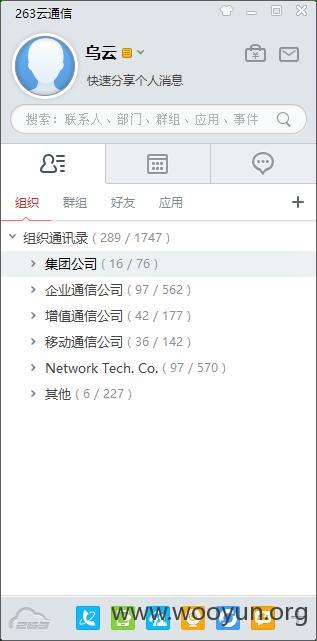 263云通信
乌云
快速分享个人消息
搜索：联系人、部门、群组、应用、事件
组织 群组 好友 应用 +
组织通讯录 ( 289 / 1747 )
集团公司 ( 16 / 76 )
企业通信公司 ( 97 / 562 )
增值通信公司 ( 42 / 177 )
移动通信公司 ( 36 / 142 )
Network Tech. Co. ( 97 / 570 )
其他 ( 6 / 227 )
263
www.wooyun.org